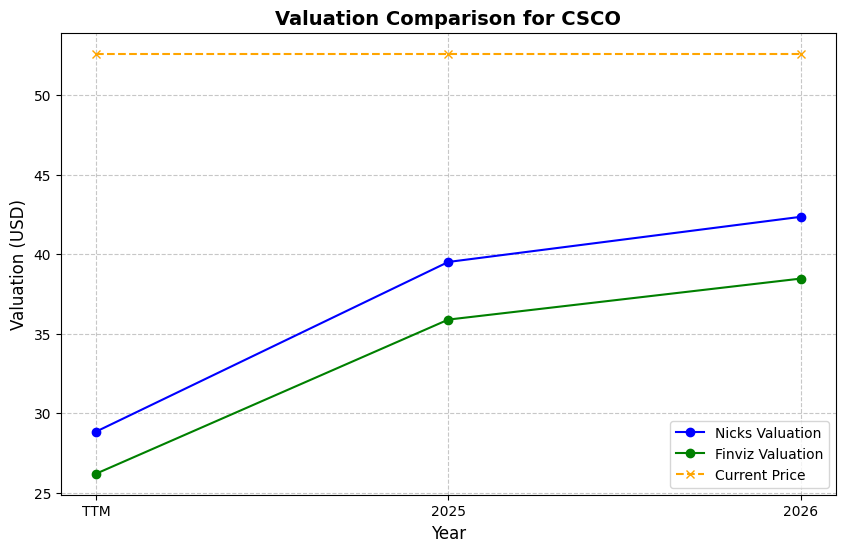 Valuation Comparison for CSCO
Valuation (USD)
50
45
40
35
30
25
TTM
2025
2026
Year
Nicks Valuation
Finviz Valuation
Current Price